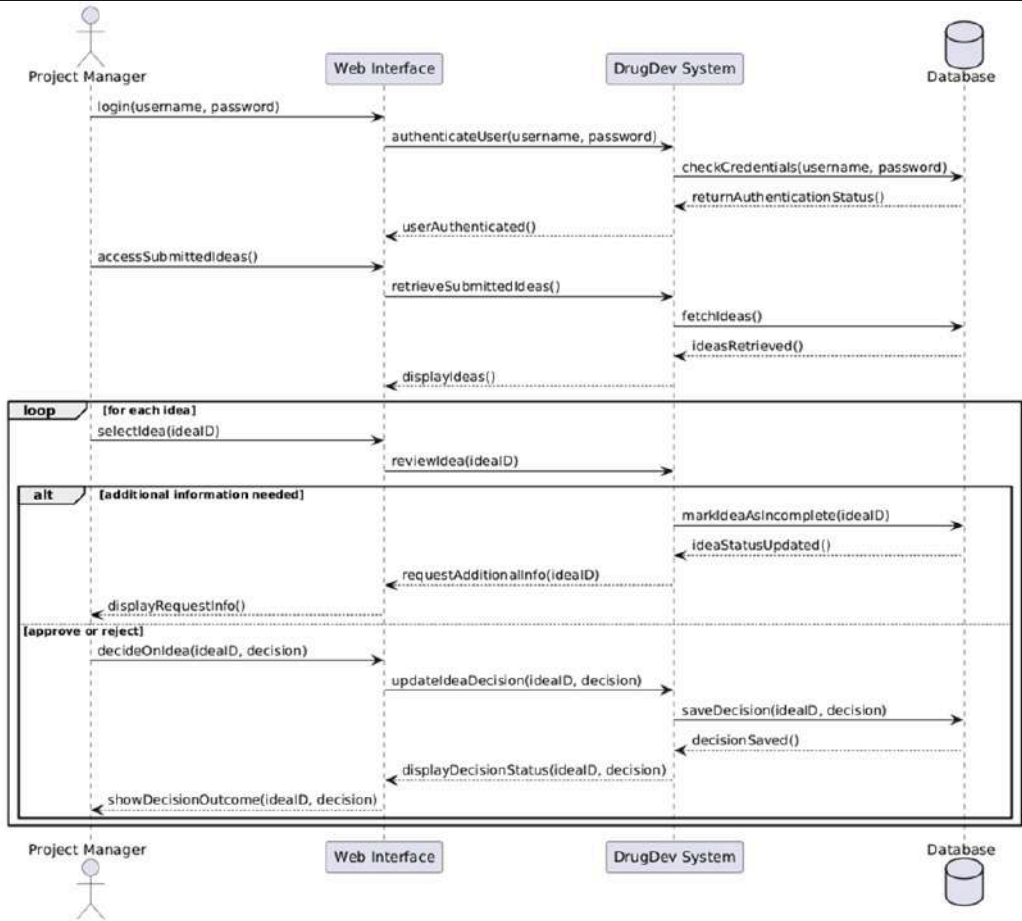 Project Manager
Web Interface
DrugDev System
Database
login(username, password)
authenticateUser(username, password)
checkCredentials(username, password)
returnAuthenticationStatus()
userAuthenticated()
accessSubmittedIdeas()
retrieveSubmittedIdeas()
fetchIdeas()
ideasRetrieved()
displayIdeas()
loop [for each idea]
selectIdea(ideaID)
reviewIdea(ideaID)
alt [additional information needed]
markIdeaAsIncomplete(ideaID)
ideaStatusUpdated()
requestAdditionalInfo(ideaID)
displayRequestInfo()
[approve or reject]
decideOnIdea(ideaID, decision)
updateIdeaDecision(ideaID, decision)
saveDecision(ideaID, decision)
decisionSaved()
displayDecisionStatus(ideaID, decision)
showDecisionOutcome(ideaID, decision)
Project Manager
Web Interface
DrugDev System
Database